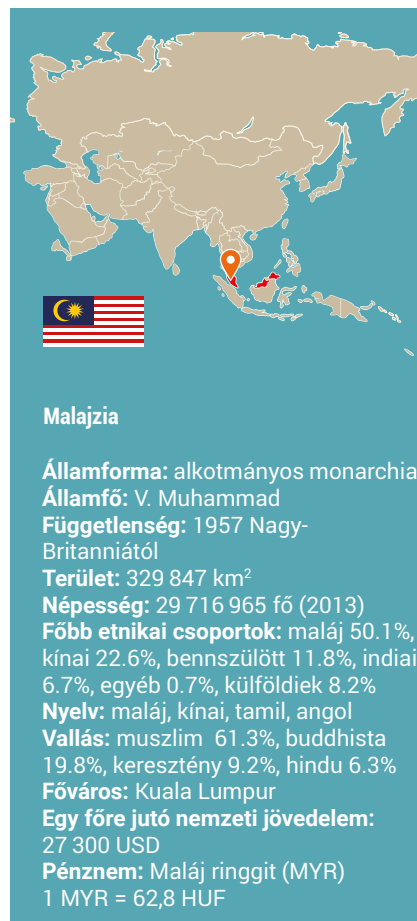 Malajzia
Államforma: alkotmányos monarchia
Államfő: V. Muhammad
Függetlenség: 1957 Nagy-
Britanniától
Terület: 329 847 km²
Népesség: 29 716 965 fő (2013)
Főbb etnikai csoportok: maláj 50.1%,
kínai 22.6%, bennszülött 11.8%, indiai
6.7%, egyéb 0.7%, külföldiek 8.2%
Nyelv: maláj, kínai, tamil, angol
Vallás: muszlim 61.3%, buddhista
19.8%, keresztény 9.2%, hindu 6.3%
Főváros: Kuala Lumpur
Egy főre jutó nemzeti jövedelem:
27 300 USD
Pénznem: Maláj ringgit (MYR)
1 MYR = 62,8 HUF